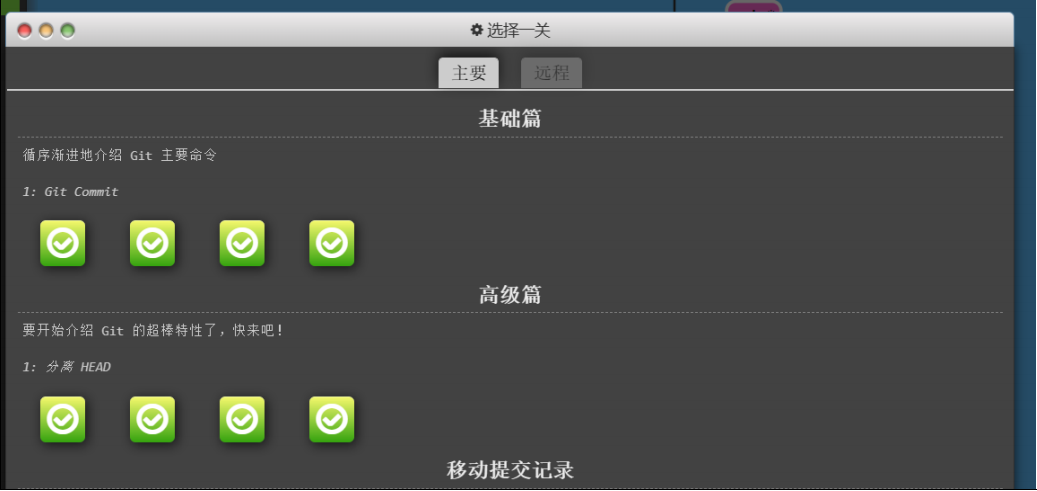 选择一关
主要 远程
基础篇
循序渐进地介绍 Git 主要命令
1: Git Commit
高级篇
要开始介绍 Git 的超棒特性了，快来吧！
1: 分离 HEAD
移动提交记录